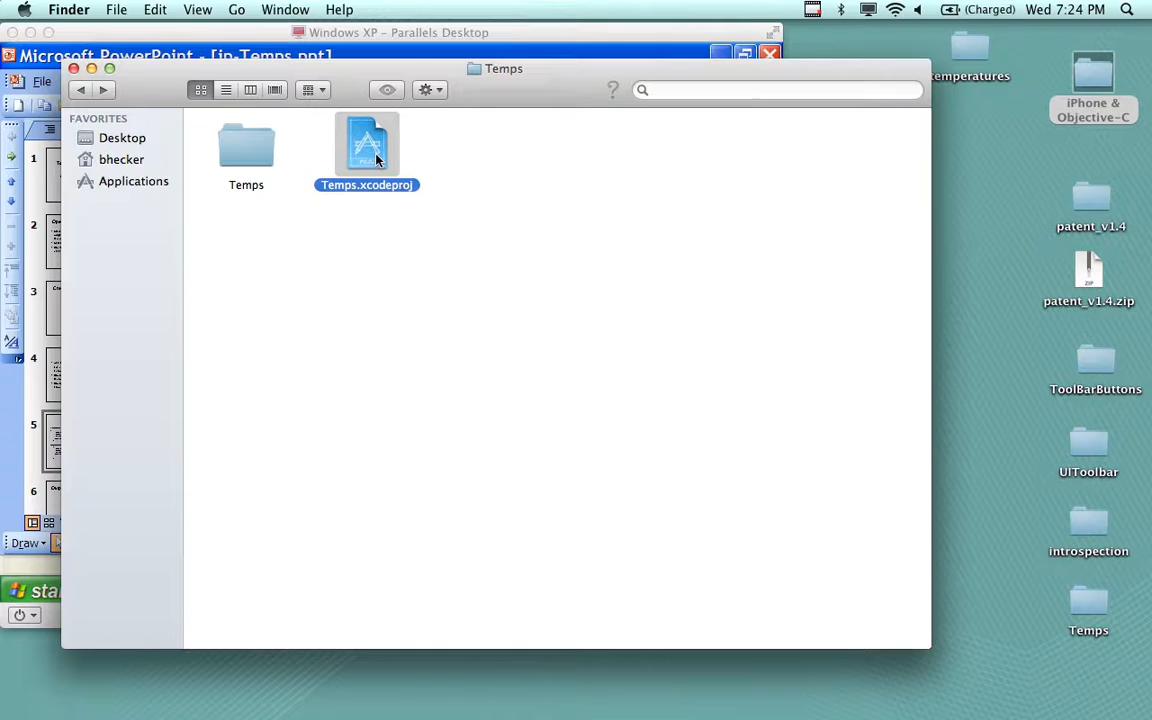 Finder File Edit View Go Window Help
(Charged) Wed 7:24 PM
Windows XP - Parallels Desktop
Microsoft PowerPoint - [ip-Temps.ppt]
File
Temps
FAVORITES
Desktop
bhecker
Applications
Temps
Temps.xcodeproj
1
2
3
4
5
6
Draw
start
temperatures
iPhone &
Objective-C
patent_v1.4
ZIP
patent_v1.4.zip
ToolBarButtons
UIToolbar
introspection
Temps